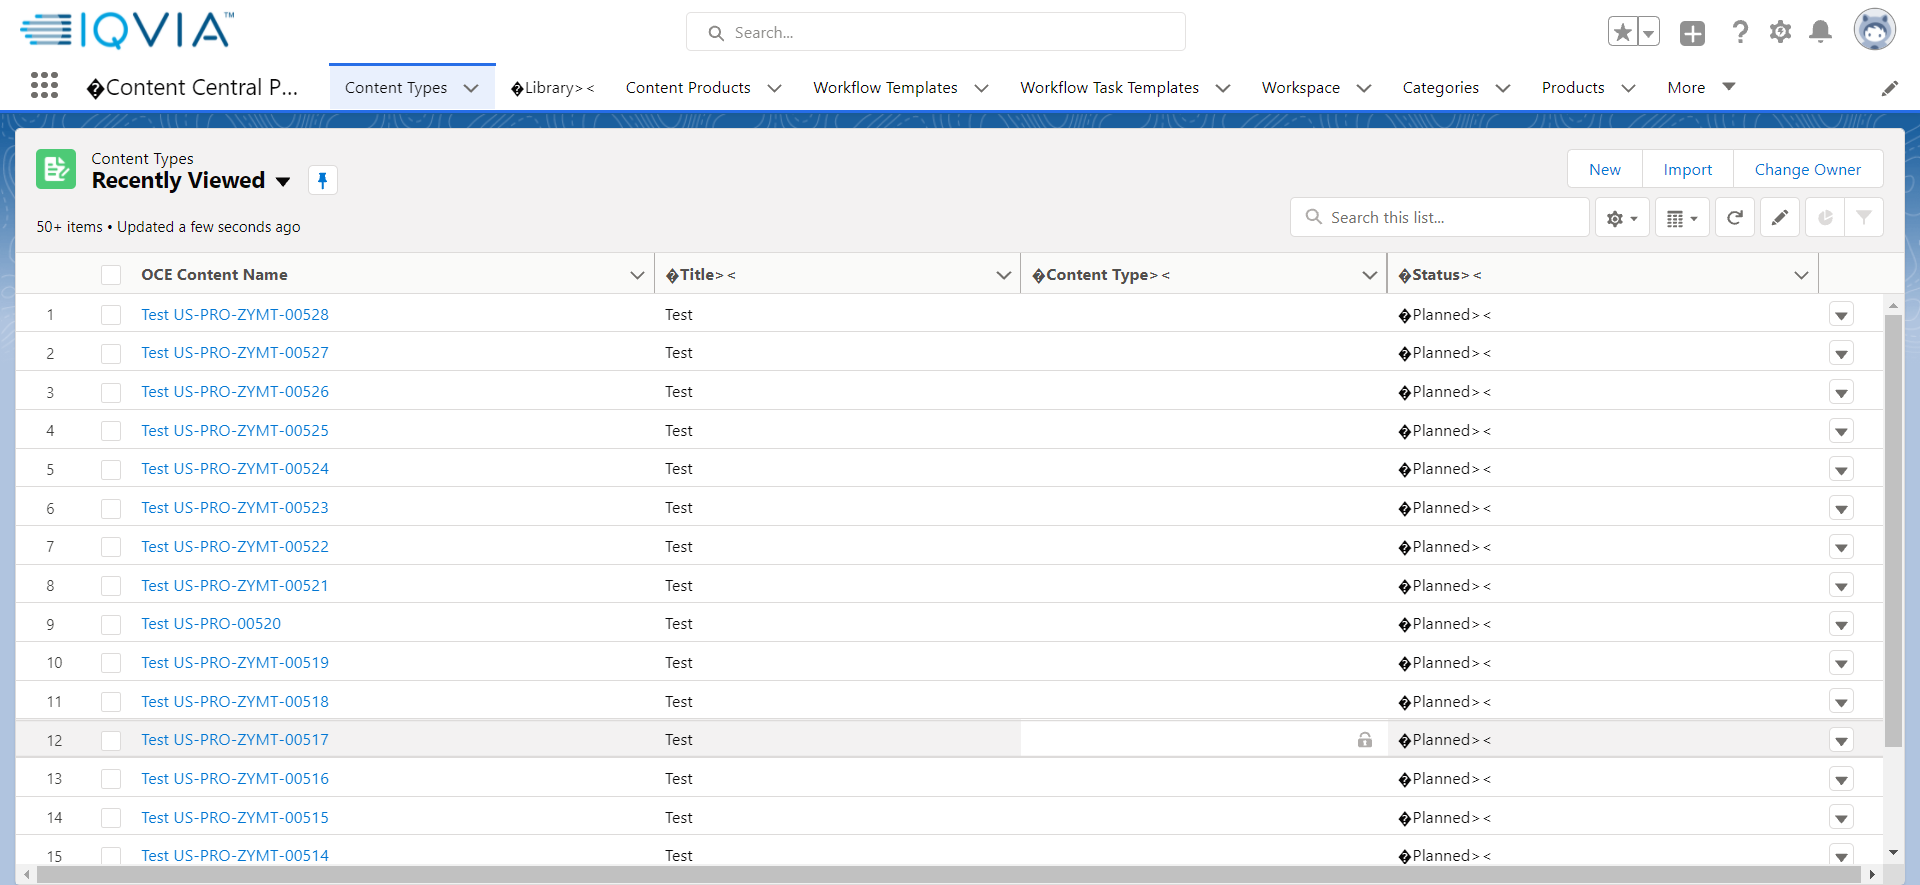 IQVIA™
Search...
�Content Central P...
Content Types
�Library><
Content Products
Workflow Templates
Workflow Task Templates
Workspace
Categories
Products
More
Content Types
Recently Viewed
New
Import
Change Owner
50+ items • Updated a few seconds ago
Search this list...
OCE Content Name �Title>< �Content Type>< �Status><
1 Test US-PRO-ZYMT-00528 Test �Planned><
2 Test US-PRO-ZYMT-00527 Test �Planned><
3 Test US-PRO-ZYMT-00526 Test �Planned><
4 Test US-PRO-ZYMT-00525 Test �Planned><
5 Test US-PRO-ZYMT-00524 Test �Planned><
6 Test US-PRO-ZYMT-00523 Test �Planned><
7 Test US-PRO-ZYMT-00522 Test �Planned><
8 Test US-PRO-ZYMT-00521 Test �Planned><
9 Test US-PRO-00520 Test �Planned><
10 Test US-PRO-ZYMT-00519 Test �Planned><
11 Test US-PRO-ZYMT-00518 Test �Planned><
12 Test US-PRO-ZYMT-00517 Test �Planned><
13 Test US-PRO-ZYMT-00516 Test �Planned><
14 Test US-PRO-ZYMT-00515 Test �Planned><
15 Test US-PRO-ZYMT-00514 Test �Planned><